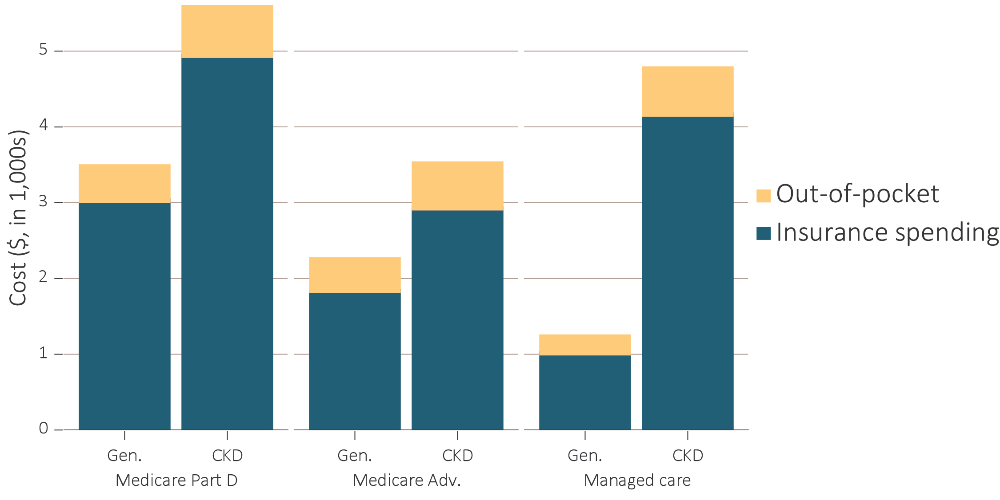 Cost ($, in 1,000s)
5
4
3
2
1
0
Gen. CKD Gen. CKD Gen. CKD
Medicare Part D Medicare Adv. Managed care
Out-of-pocket
Insurance spending